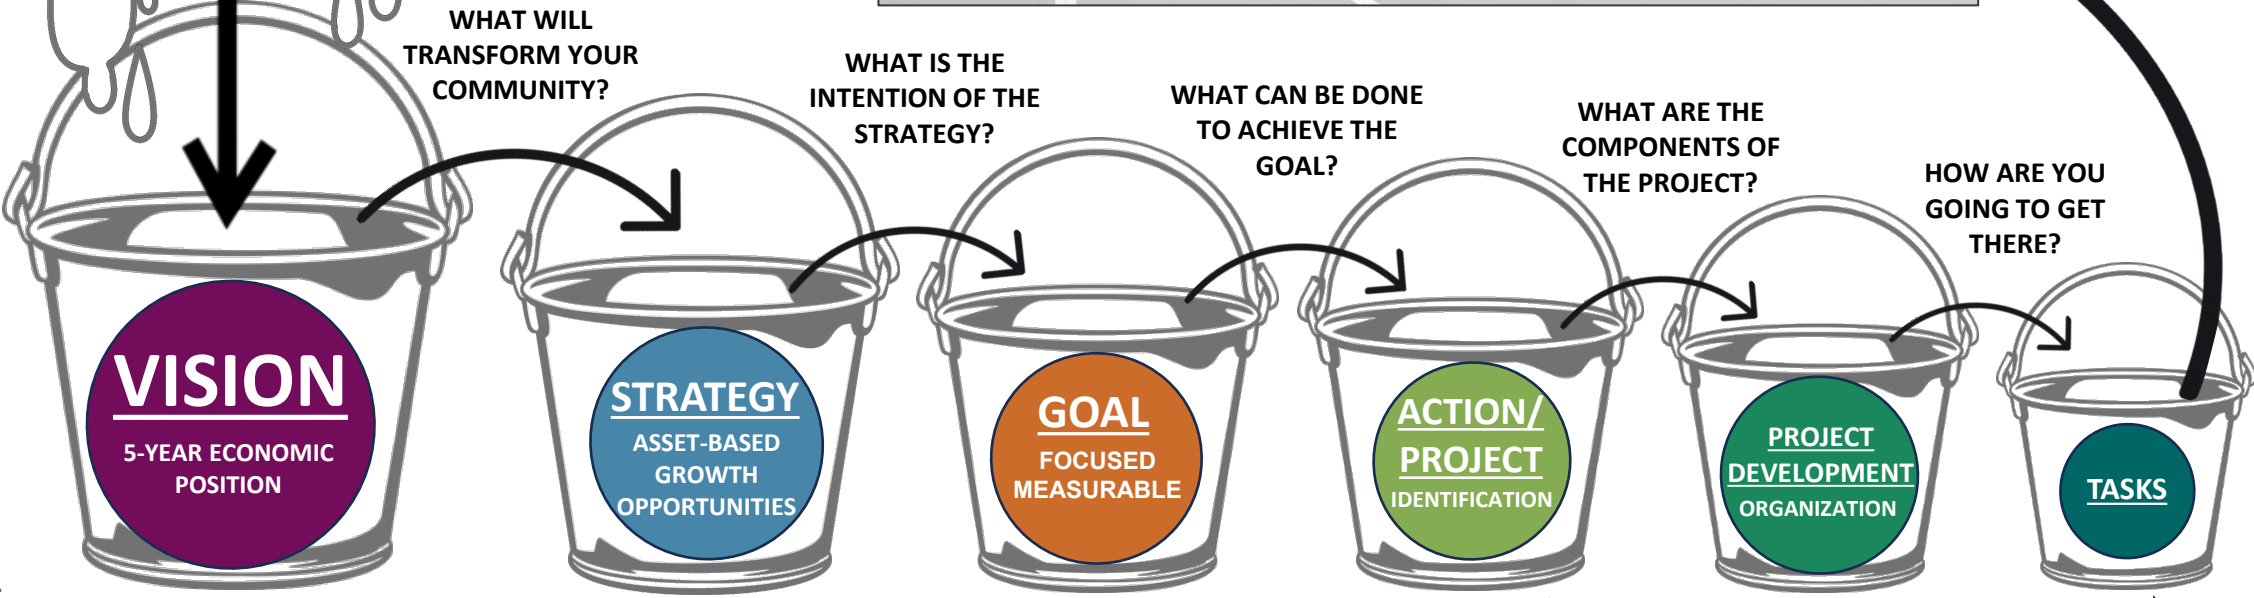 WHAT WILL
TRANSFORM YOUR
COMMUNITY?
WHAT IS THE
INTENTION OF THE
STRATEGY?
WHAT CAN BE DONE
TO ACHIEVE THE
GOAL?
WHAT ARE THE
COMPONENTS OF
THE PROJECT?
HOW ARE YOU
GOING TO GET
THERE?
VISION
5-YEAR ECONOMIC
POSITION
STRATEGY
ASSET-BASED
GROWTH
OPPORTUNITIES
GOAL
FOCUSED
MEASURABLE
ACTION/
PROJECT
IDENTIFICATION
PROJECT
DEVELOPMENT
ORGANIZATION
TASKS